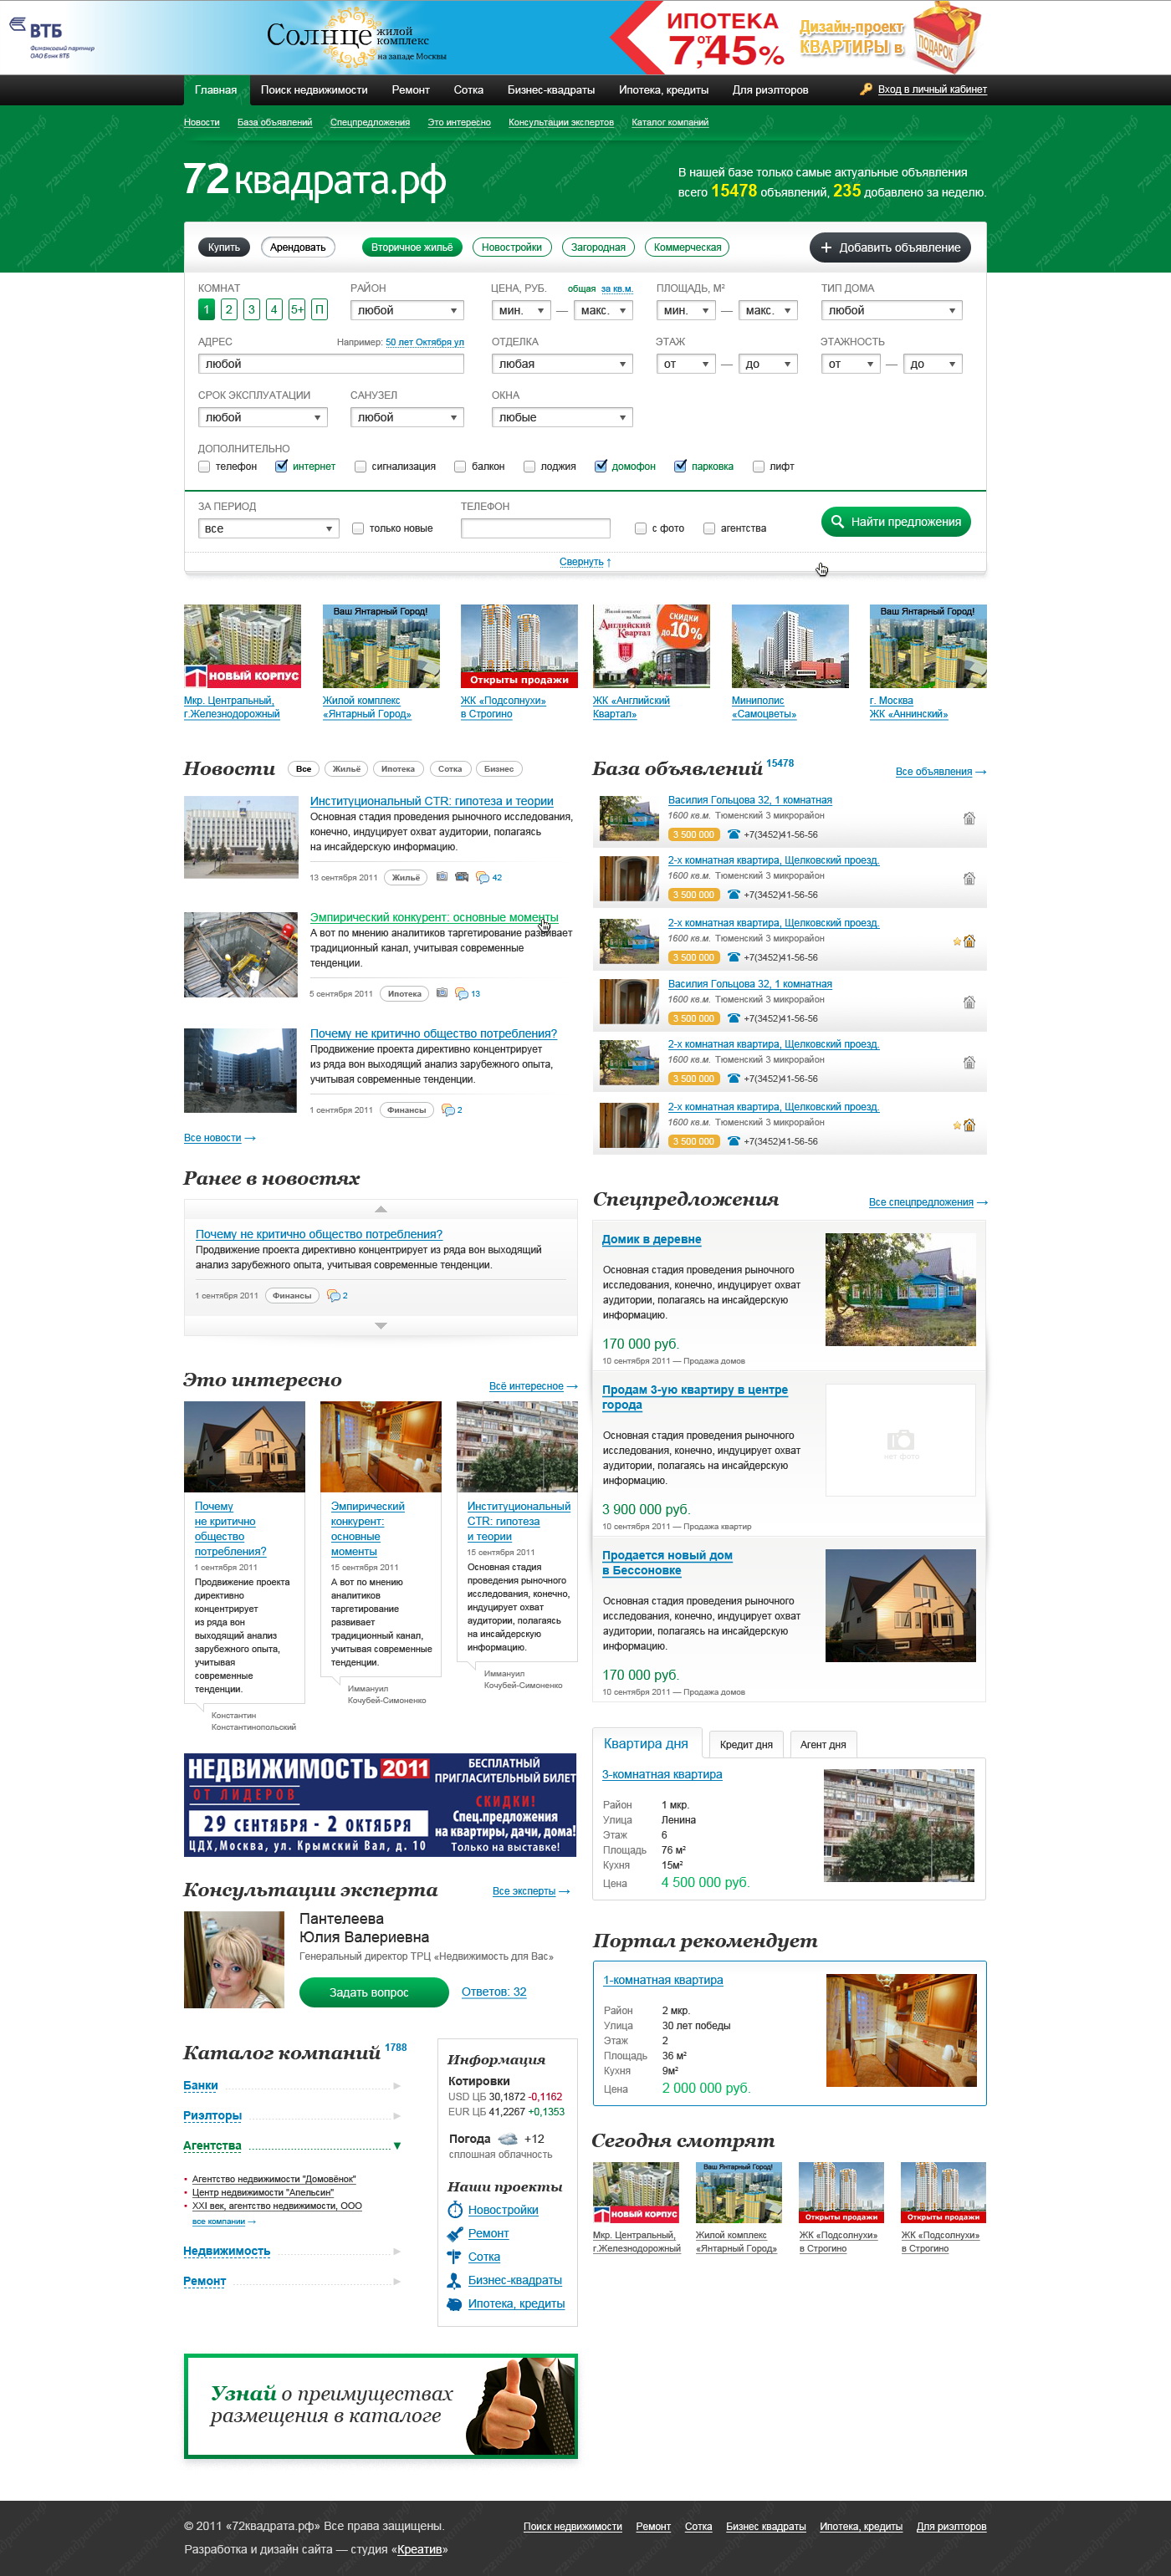 ВТБ
Финансовый партнер
ОАО Банк ВТБ
Солнце жилой комплекс
на западе Москвы
ИПОТЕКА
от 7,45%
Дизайн-проект
КВАРТИРЫ в
ПОДАРОК
Главная Поиск недвижимости Ремонт Сотка Бизнес-квадраты Ипотека, кредиты Для риэлторов Вход в личный кабинет
Новости База объявлений Спецпредложения Это интересно Консультации экспертов Каталог компаний
72квадрата.рф
В нашей базе только самые актуальные объявления
всего 15478 объявлений, 235 добавлено за неделю.
Купить Арендовать Вторичное жильё Новостройки Загородная Коммерческая + Добавить объявление
КОМНАТ РАЙОН ЦЕНА, РУБ. общая за кв.м. ПЛОЩАДЬ, М² ТИП ДОМА
1 2 3 4 5+ П любой мин. — макс. мин. — макс. любой
АДРЕС Например: 50 лет Октября ул ОТДЕЛКА ЭТАЖ ЭТАЖНОСТЬ
любой любая от — до от — до
СРОК ЭКСПЛУАТАЦИИ САНУЗЕЛ ОКНА
любой любой любые
ДОПОЛНИТЕЛЬНО
телефон интернет сигнализация балкон лоджия домофон парковка лифт
ЗА ПЕРИОД ТЕЛЕФОН
все только новые с фото агентства Найти предложения
Свернуть ↑
НОВЫЙ КОРПУС
Мкр. Центральный,
г.Железнодорожный
Ваш Янтарный Город!
Жилой комплекс
«Янтарный Город»
Открыты продажи
ЖК «Подсолнухи»
в Строгино
Жилой комплекс
на Мытной
Английский
Квартал
СКИДКИ
до 10%
ЖК «Английский
Квартал»
Миниполис
«Самоцветы»
Ваш Янтарный Город!
г. Москва
ЖК «Аннинский»
Новости Все Жильё Ипотека Сотка Бизнес
Институциональный CTR: гипотеза и теории
Основная стадия проведения рыночного исследования,
конечно, индуцирует охват аудитории, полагаясь
на инсайдерскую информацию.
13 сентября 2011 Жильё 42
Эмпирический конкурент: основные моменты
А вот по мнению аналитиков таргетирование развивает
традиционный канал, учитывая современные
тенденции.
5 сентября 2011 Ипотека 13
Почему не критично общество потребления?
Продвижение проекта директивно концентрирует
из ряда вон выходящий анализ зарубежного опыта,
учитывая современные тенденции.
1 сентября 2011 Финансы 2
Все новости →
База объявлений 15478 Все объявления →
Василия Гольцова 32, 1 комнатная
1600 кв.м. Тюменский 3 микрорайон
3 500 000 +7(3452)41-56-56
2-х комнатная квартира, Щелковский проезд.
1600 кв.м. Тюменский 3 микрорайон
3 500 000 +7(3452)41-56-56
2-х комнатная квартира, Щелковский проезд.
1600 кв.м. Тюменский 3 микрорайон
3 500 000 +7(3452)41-56-56
Василия Гольцова 32, 1 комнатная
1600 кв.м. Тюменский 3 микрорайон
3 500 000 +7(3452)41-56-56
2-х комнатная квартира, Щелковский проезд.
1600 кв.м. Тюменский 3 микрорайон
3 500 000 +7(3452)41-56-56
2-х комнатная квартира, Щелковский проезд.
1600 кв.м. Тюменский 3 микрорайон
3 500 000 +7(3452)41-56-56
Ранее в новостях
Почему не критично общество потребления?
Продвижение проекта директивно концентрирует из ряда вон выходящий
анализ зарубежного опыта, учитывая современные тенденции.
1 сентября 2011 Финансы 2
Спецпредложения Все спецпредложения →
Домик в деревне
Основная стадия проведения рыночного
исследования, конечно, индуцирует охват
аудитории, полагаясь на инсайдерскую
информацию.
170 000 руб.
10 сентября 2011 — Продажа домов
Продам 3-ую квартиру в центре
города
Основная стадия проведения рыночного
исследования, конечно, индуцирует охват
аудитории, полагаясь на инсайдерскую
информацию.
нет фото
3 900 000 руб.
10 сентября 2011 — Продажа квартир
Продается новый дом
в Бессоновке
Основная стадия проведения рыночного
исследования, конечно, индуцирует охват
аудитории, полагаясь на инсайдерскую
информацию.
170 000 руб.
10 сентября 2011 — Продажа домов
Это интересно Всё интересное →
Почему
не критично
общество
потребления?
1 сентября 2011
Продвижение проекта
директивно
концентрирует
из ряда вон
выходящий анализ
зарубежного опыта,
учитывая
современные
тенденции.
Константин
Константинопольский
Эмпирический
конкурент:
основные
моменты
15 сентября 2011
А вот по мнению
аналитиков
таргетирование
развивает
традиционный канал,
учитывая современные
тенденции.
Иммануил
Кочубей-Симоненко
Институциональный
CTR: гипотеза
и теории
15 сентября 2011
Основная стадия
проведения рыночного
исследования, конечно,
индуцирует охват
аудитории, полагаясь
на инсайдерскую
информацию.
Иммануил
Кочубей-Симоненко
НЕДВИЖИМОСТЬ 2011
ОТ ЛИДЕРОВ
29 СЕНТЯБРЯ - 2 ОКТЯБРЯ
ЦДХ,Москва, ул. Крымский Вал, д. 10
БЕСПЛАТНЫЙ
ПРИГЛАСИТЕЛЬНЫЙ БИЛЕТ
СКИДКИ!
Спец.предложения
на квартиры, дачи, дома!
Только на выставке!
Квартира дня Кредит дня Агент дня
3-комнатная квартира
Район 1 мкр.
Улица Ленина
Этаж 6
Площадь 76 м²
Кухня 15м²
Цена 4 500 000 руб.
Консультации эксперта Все эксперты →
Пантелеева
Юлия Валериевна
Генеральный директор ТРЦ «Недвижимость для Вас»
Задать вопрос Ответов: 32
Портал рекомендует
1-комнатная квартира
Район 2 мкр.
Улица 30 лет победы
Этаж 2
Площадь 36 м²
Кухня 9м²
Цена 2 000 000 руб.
Каталог компаний 1788
Банки
Риэлторы
Агентства
Агентство недвижимости "Домовёнок"
Центр недвижимости "Апельсин"
XXI век, агентство недвижимости, ООО
все компании →
Недвижимость
Ремонт
Информация
Котировки
USD ЦБ 30,1872 -0,1162
EUR ЦБ 41,2267 +0,1353
Погода +12
сплошная облачность
Наши проекты
Новостройки
Ремонт
Сотка
Бизнес-квадраты
Ипотека, кредиты
Сегодня смотрят
НОВЫЙ КОРПУС
Мкр. Центральный,
г.Железнодорожный
Ваш Янтарный Город!
Жилой комплекс
«Янтарный Город»
Открыты продажи
ЖК «Подсолнухи»
в Строгино
Открыты продажи
ЖК «Подсолнухи»
в Строгино
Узнай о преимуществах
размещения в каталоге
© 2011 «72квадрата.рф» Все права защищены.
Разработка и дизайн сайта — студия «Креатив»
Поиск недвижимости Ремонт Сотка Бизнес квадраты Ипотека, кредиты Для риэлторов